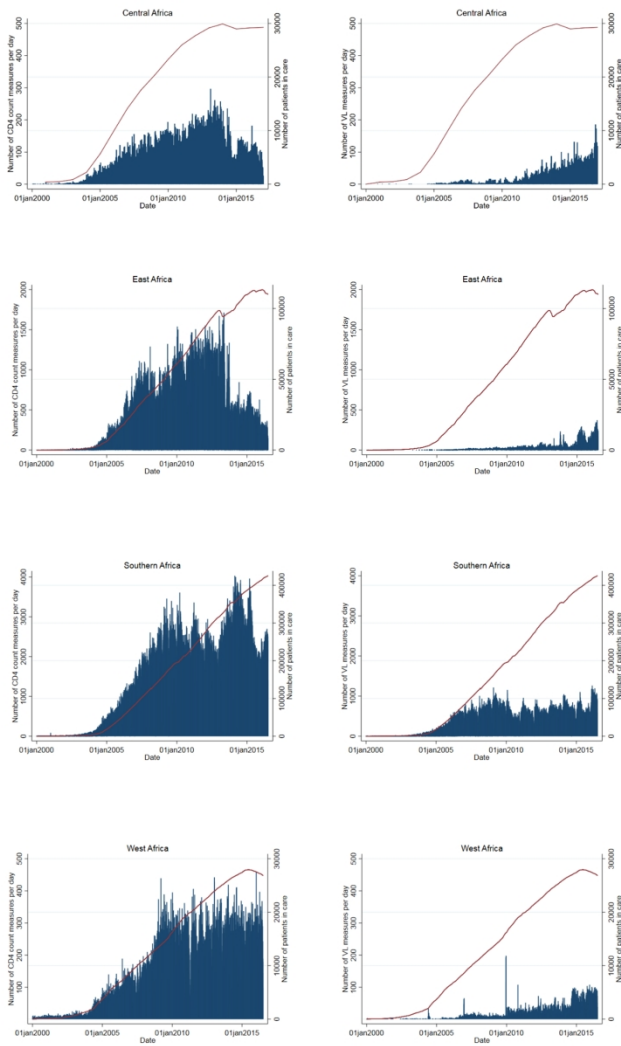 Central Africa
Number of CD4 count measures per day
0 100 200 300 400 500
0 10000 20000 30000
Number of patients in care
01jan2000 01jan2005 01jan2010 01jan2015
Date
Central Africa
Number of VL measures per day
0 100 200 300 400 500
0 10000 20000 30000
Number of patients in care
01jan2000 01jan2005 01jan2010 01jan2015
Date
East Africa
Number of CD4 count measures per day
0 500 1000 1500 2000
0 50000 100000
Number of patients in care
01jan2000 01jan2005 01jan2010 01jan2015
Date
East Africa
Number of VL measures per day
0 500 1000 1500 2000
0 50000 100000
Number of patients in care
01jan2000 01jan2005 01jan2010 01jan2015
Date
Southern Africa
Number of CD4 count measures per day
0 1000 2000 3000 4000
0 100000 200000 300000 400000
Number of patients in care
01jan2000 01jan2005 01jan2010 01jan2015
Date
Southern Africa
Number of VL measures per day
0 1000 2000 3000 4000
0 100000 200000 300000 400000
Number of patients in care
01jan2000 01jan2005 01jan2010 01jan2015
Date
West Africa
Number of CD4 count measures per day
100 200 300 400 500
0 10000 20000 30000
Number of patients in care
01jan2000 01jan2005 01jan2010 01jan2015
Date
West Africa
Number of VL measures per day
100 200 300 400 500
0 10000 20000 30000
Number of patients in care
01jan2000 01jan2005 01jan2010 01jan2015
Date